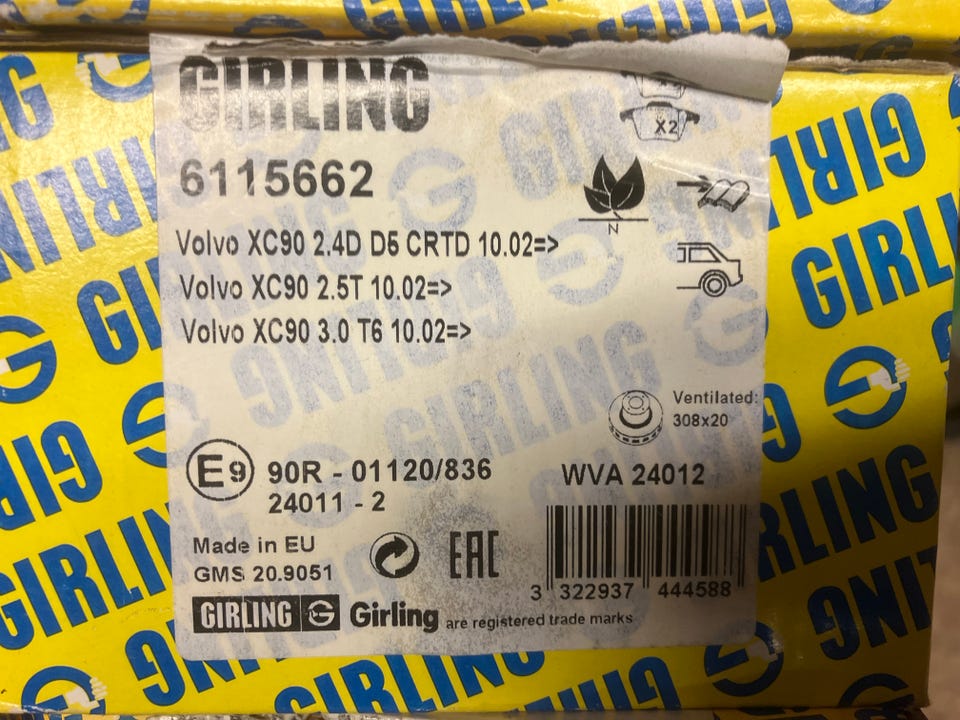 GIRLING
X2
6115662
N
Volvo XC90 2.4D D5 CRTD 10.02=>
Volvo XC90 2.5T 10.02=>
Volvo XC90 3.0 T6 10.02=>
Ventilated:
308x20
E9 90R - 01120/836
24011 - 2
WVA 24012
Made in EU
GMS 20.9051
EAC
3 322937 444588
GIRLING G Girling are registered trade marks